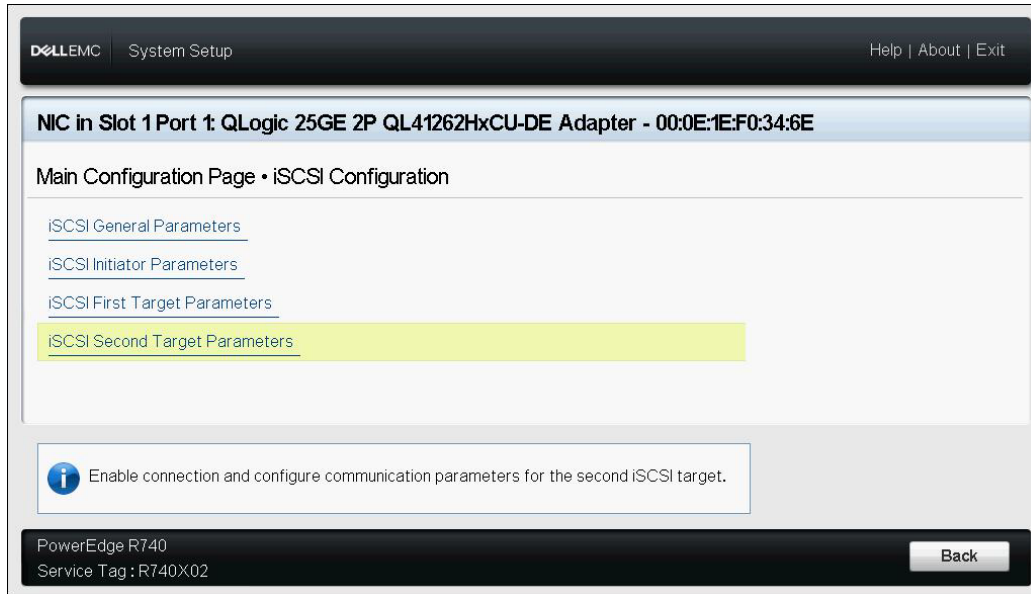 DELLEMC System Setup Help | About | Exit
NIC in Slot 1 Port 1: QLogic 25GE 2P QL41262HxCU-DE Adapter - 00:0E:1E:F0:34:6E
Main Configuration Page • iSCSI Configuration
iSCSI General Parameters
iSCSI Initiator Parameters
iSCSI First Target Parameters
iSCSI Second Target Parameters
Enable connection and configure communication parameters for the second iSCSI target.
PowerEdge R740
Service Tag : R740X02
Back